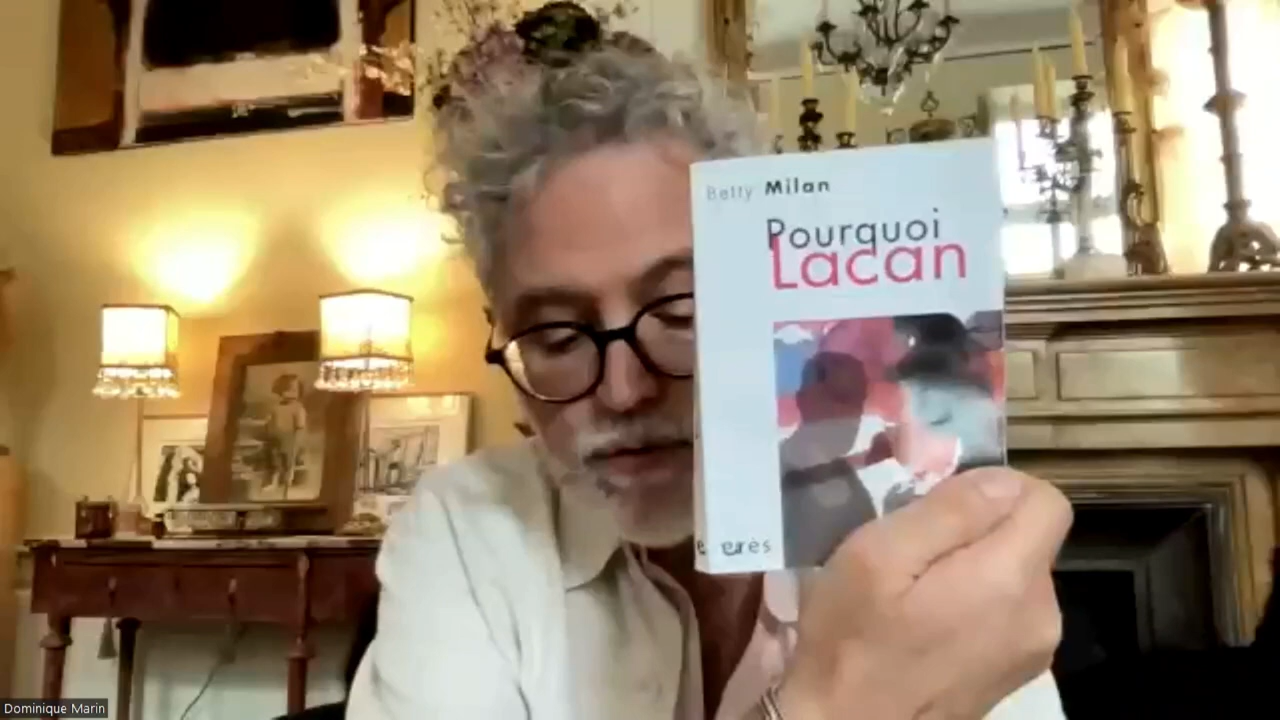 Betty Milan
Pourquoi
Lacan
érès
Dominique Marin